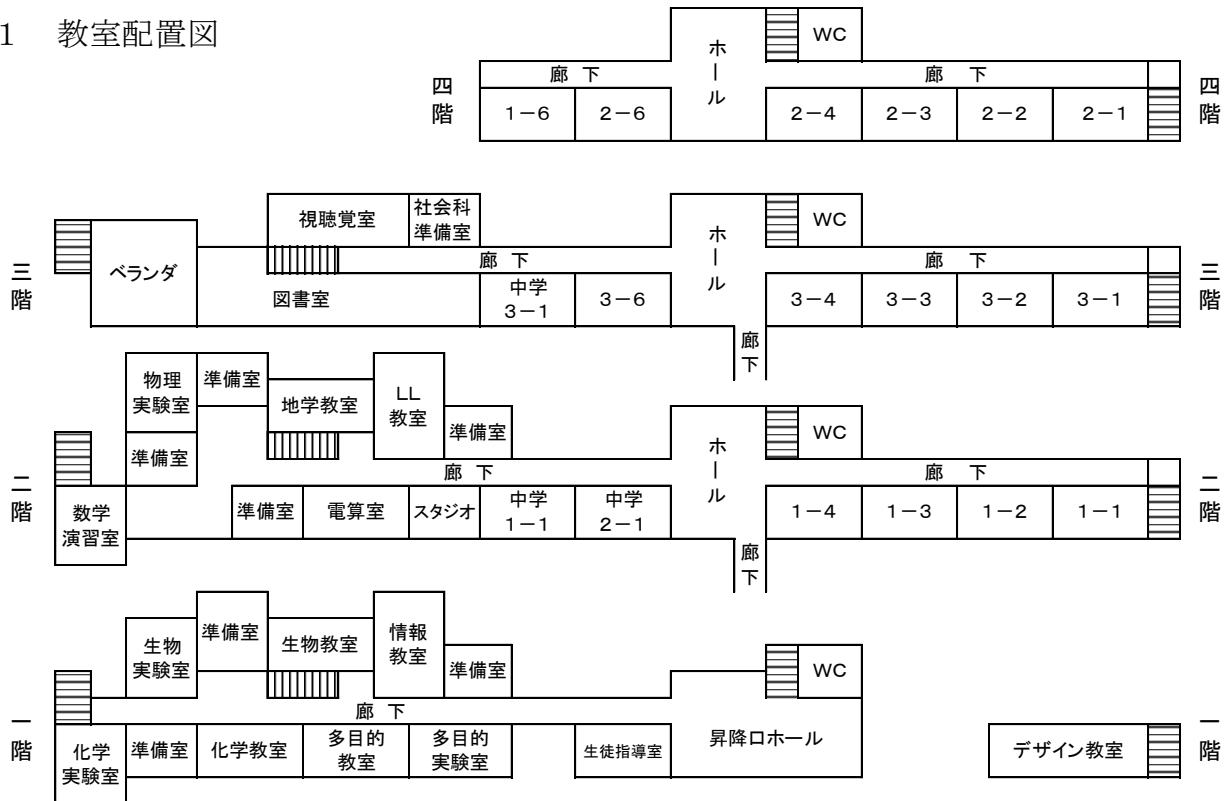 1　教室配置図
ホール
WC
廊 下
廊 下
四階
四階
1－6
2－6
2－4
2－3
2－2
2－1
視聴覚室
社会科
準備室
ホール
WC
三階
ベランダ
廊 下
廊 下
三階
図書室
中学
3－1
3－6
3－4
3－3
3－2
3－1
廊下
物理
実験室
準備室
地学教室
LL
教室
準備室
ホール
WC
準備室
廊 下
廊 下
二階
数学
演習室
準備室
電算室
スタジオ
中学
1－1
中学
2－1
1－4
1－3
1－2
1－1
二階
廊下
生物
実験室
準備室
生物教室
情報
教室
準備室
WC
廊 下
一階
化学
実験室
準備室
化学教室
多目的
教室
多目的
実験室
生徒指導室
昇降口ホール
デザイン教室
一階